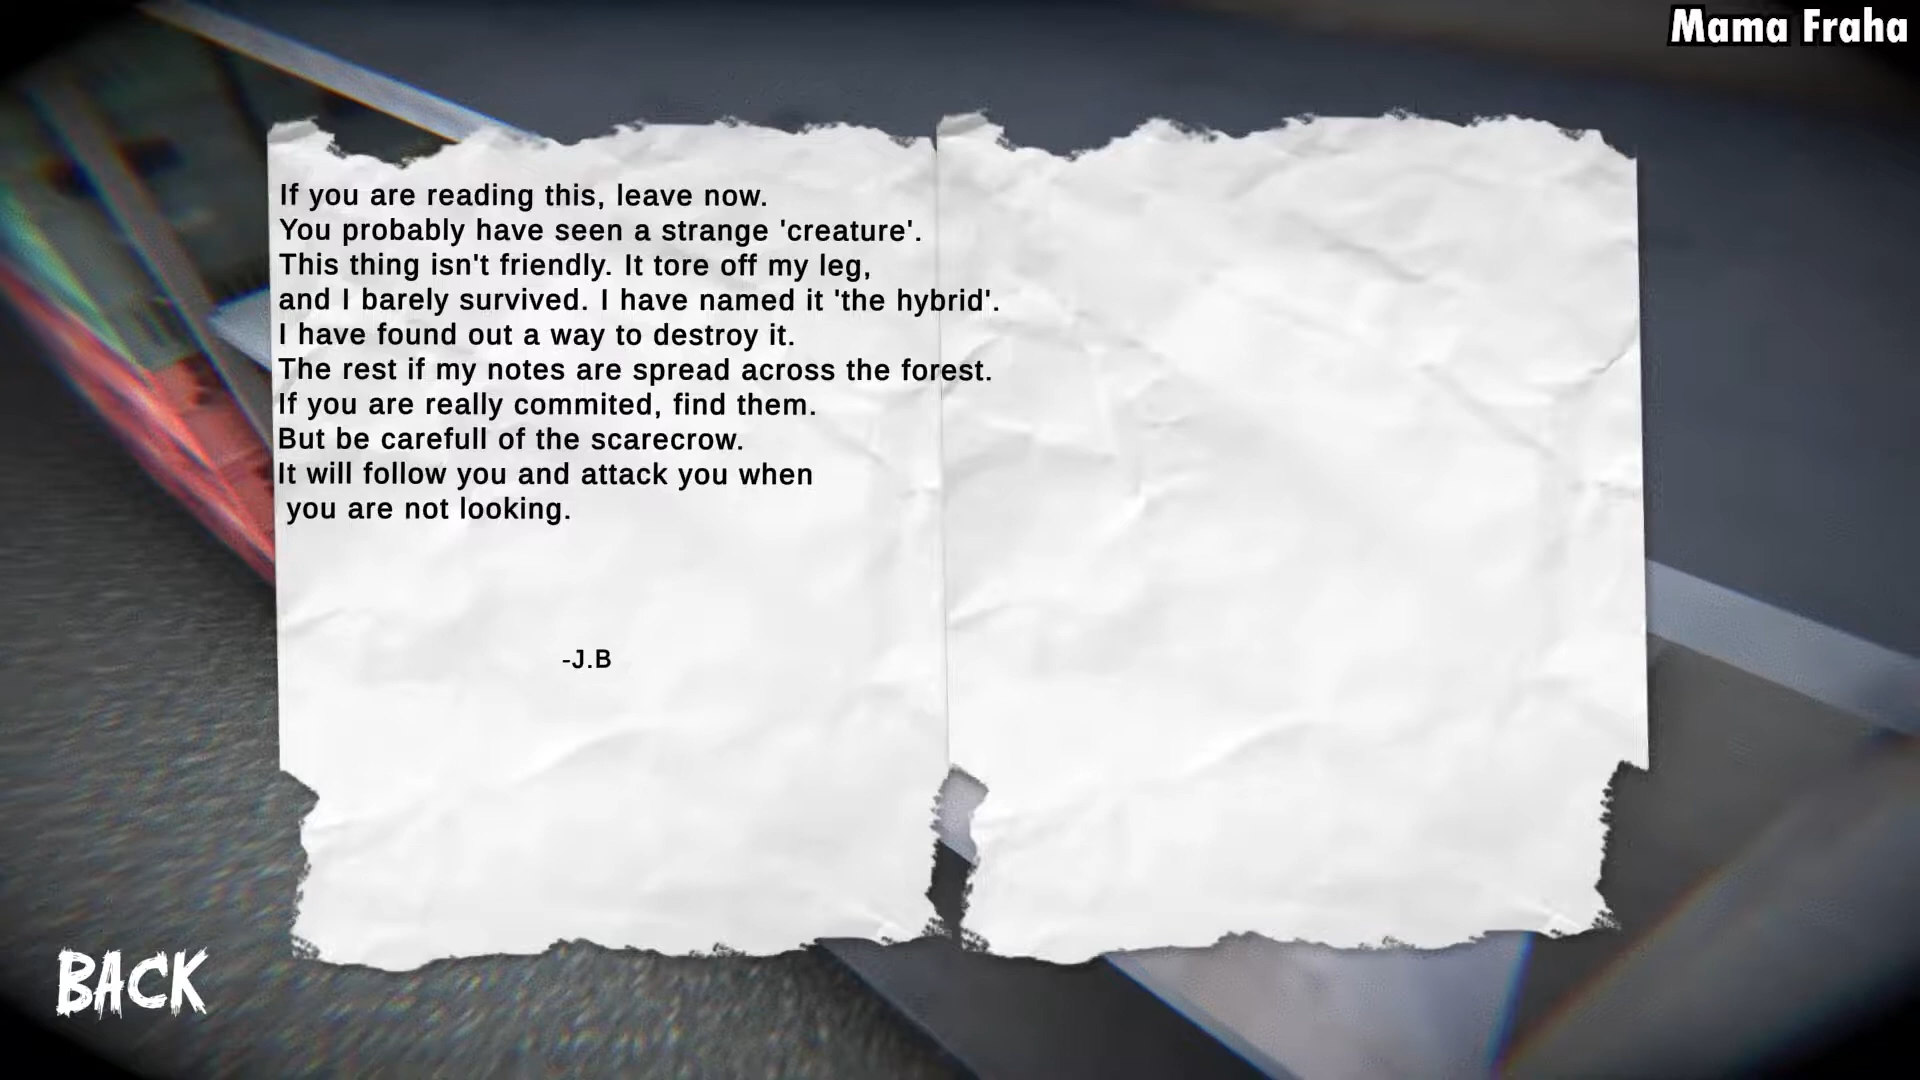 Mama Fraha
If you are reading this, leave now.
You probably have seen a strange 'creature'.
This thing isn't friendly. It tore off my leg,
and I barely survived. I have named it 'the hybrid'.
I have found out a way to destroy it.
The rest if my notes are spread across the forest.
If you are really commited, find them.
But be carefull of the scarecrow.
It will follow you and attack you when
you are not looking.
-J.B
BACK